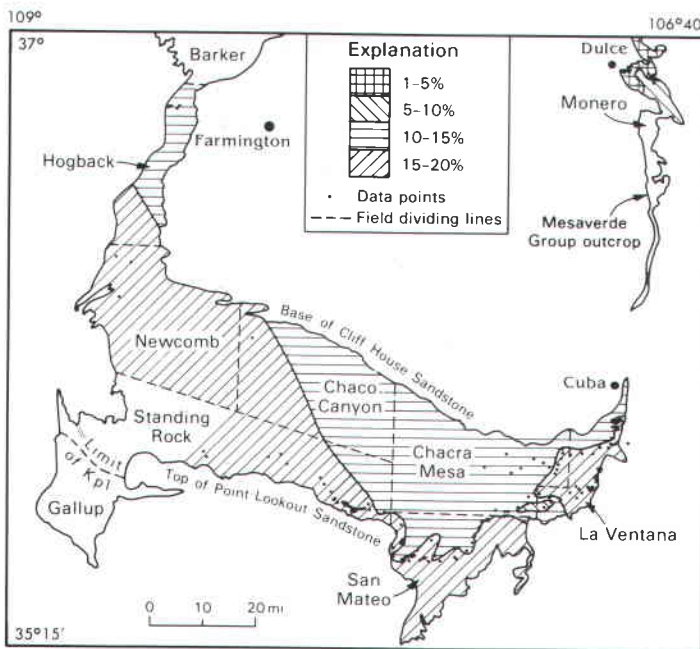 109°
106°40
37°
Barker
Farmington
Hogback
Explanation
1-5%
5-10%
10-15%
15-20%
Data points
Field dividing lines
Dulce
Monero
Mesaverde
Group outcrop
Newcomb
Base of Cliff House Sandstone
Chaco
Canyon
Cuba
Standing
Rock
Chacra
Mesa
Limit
of Kpl
Top of Point Lookout Sandstone
Gallup
La Ventana
San
Mateo
0 10 20 mi
35°15'